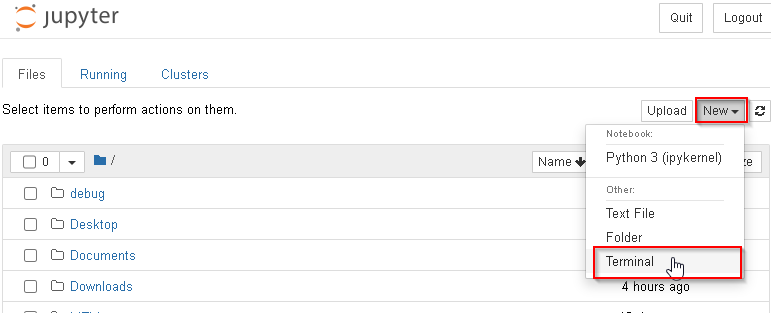 jupyter
Quit
Logout
Files
Running
Clusters
Select items to perform actions on them.
Upload
New
Notebook:
Python 3 (ipykernel)
Other:
Text File
Folder
Terminal
0
/
Name
debug
Desktop
Documents
Downloads
4 hours ago